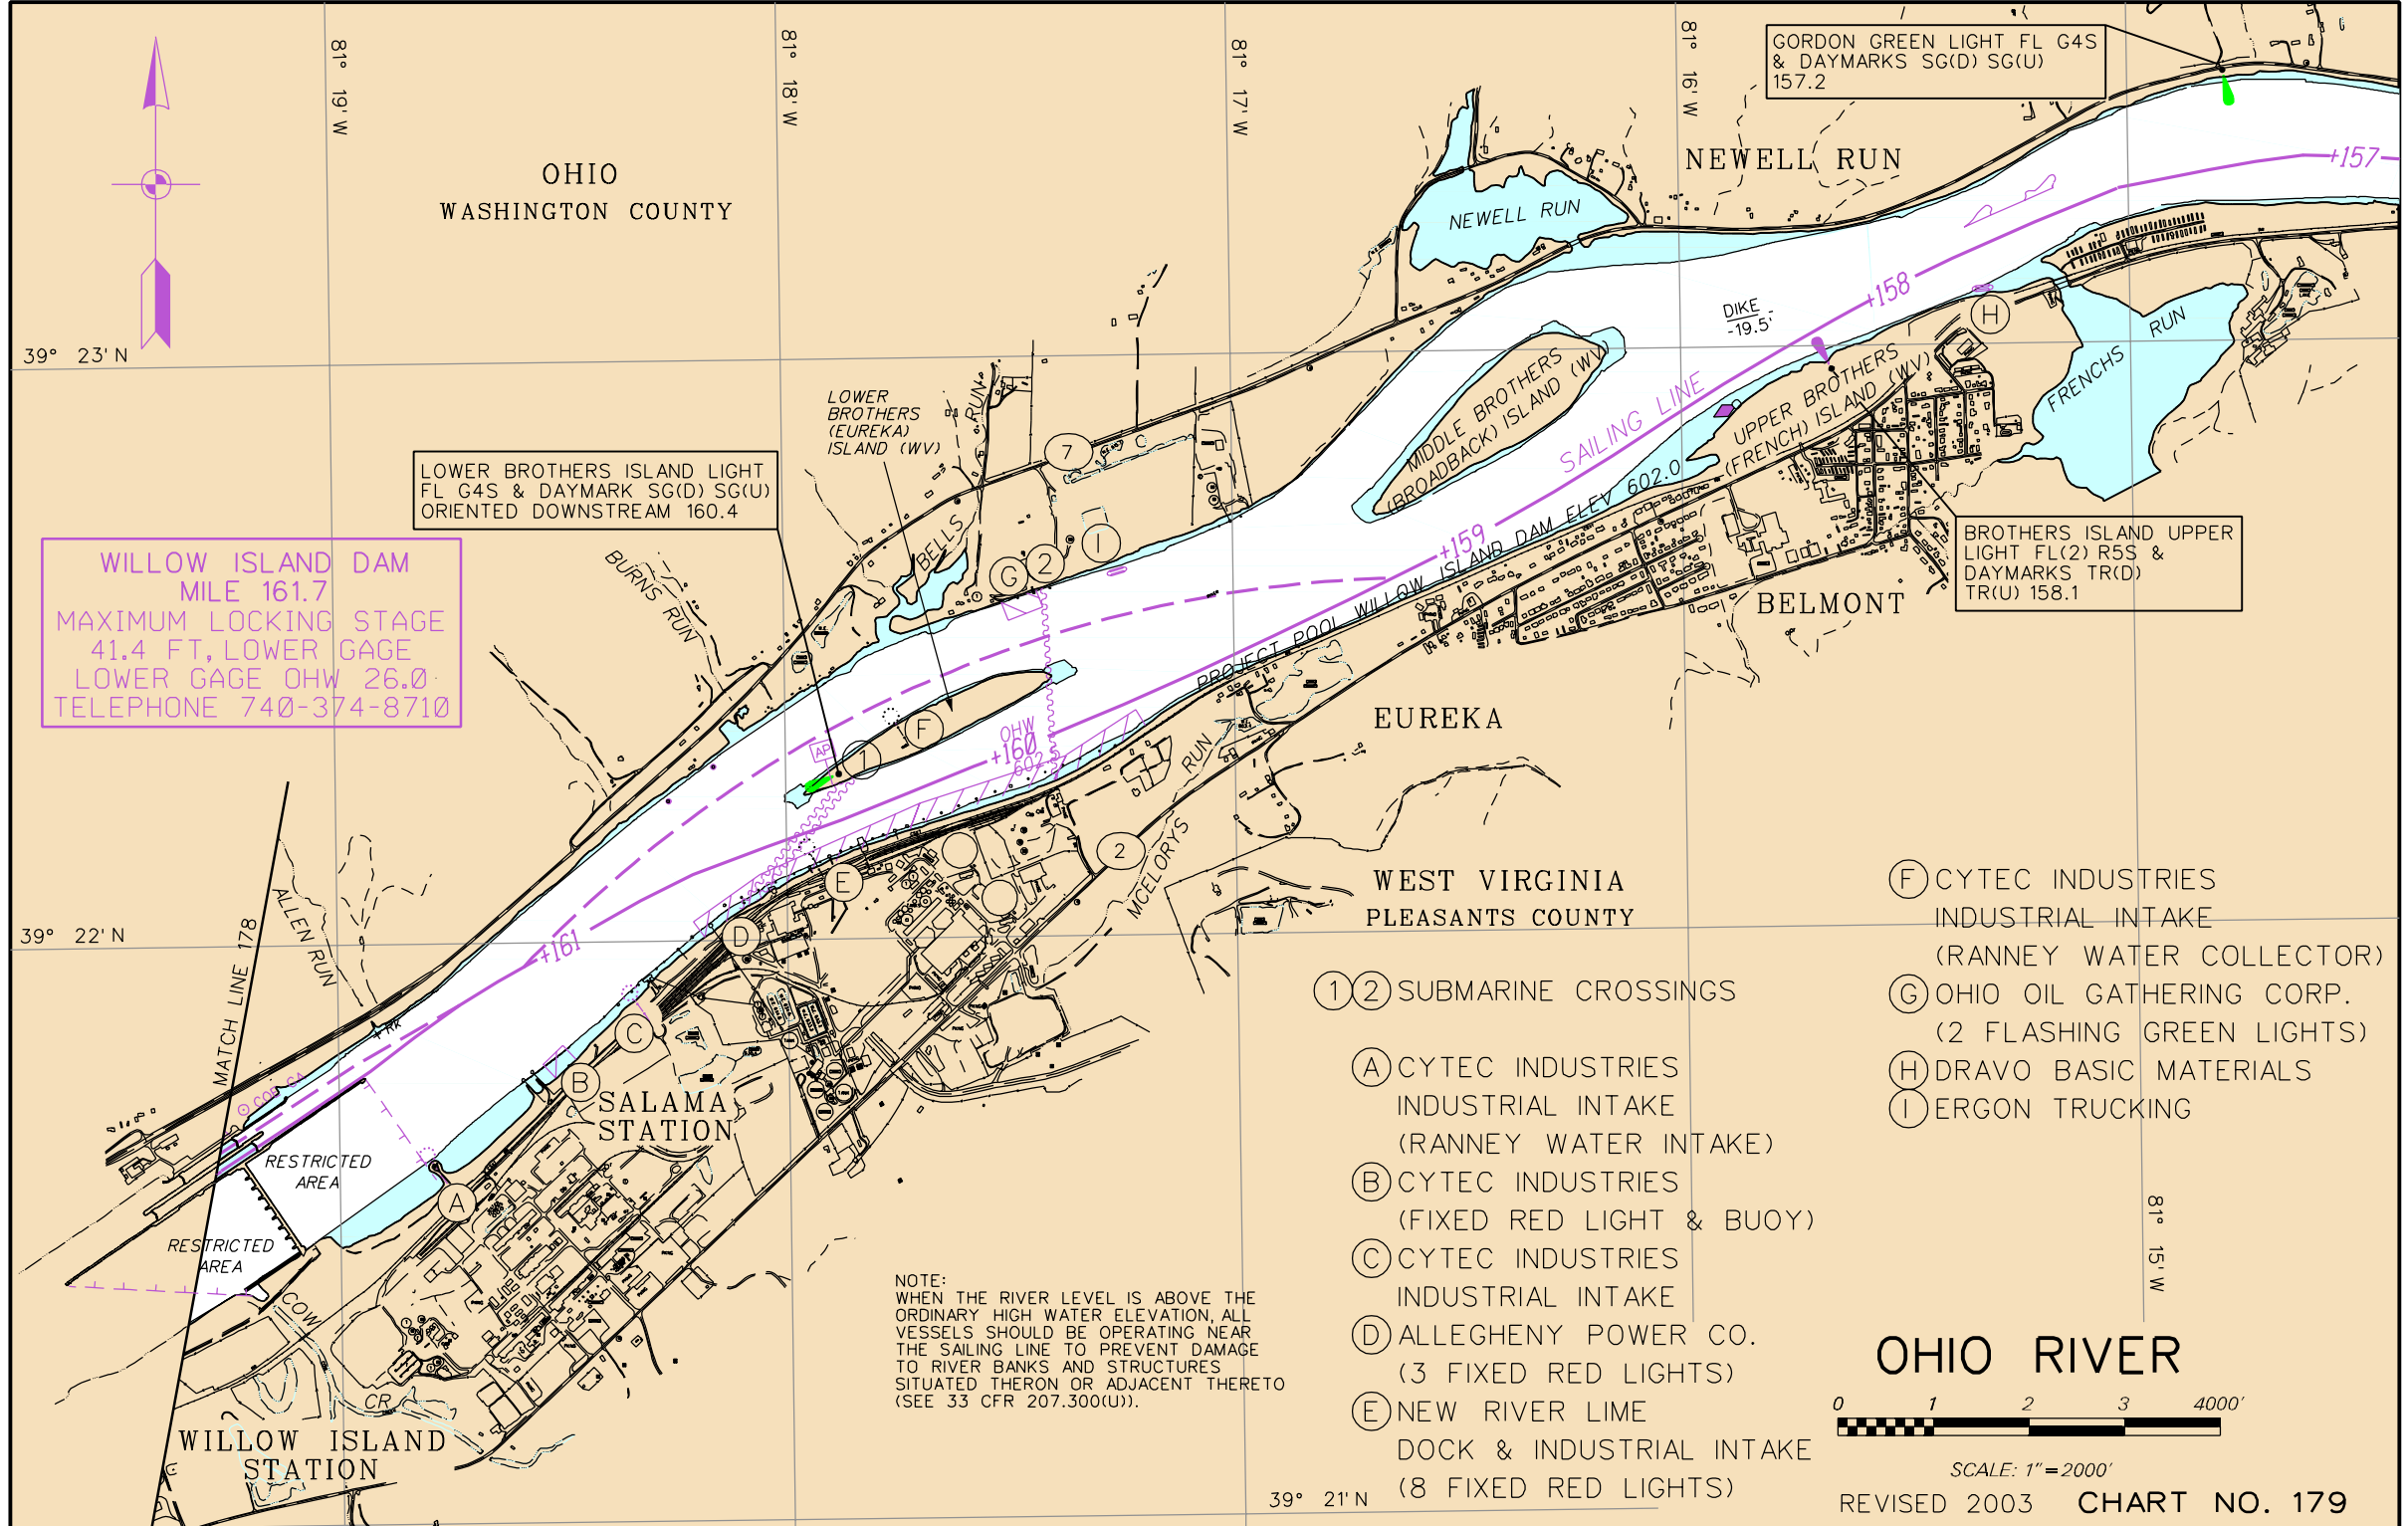 81° 19' W
81° 18' W
81° 17' W
81° 16' W
GORDON GREEN LIGHT FL G4S
& DAYMARKS SG(D) SG(U)
157.2
OHIO
WASHINGTON COUNTY
NEWELL RUN
+157
NEWELL RUN
+158
DIKE
-19.5'
H
FRENCHS RUN
39° 23' N
MIDDLE BROTHERS
(BROADBACK) ISLAND (WV)
UPPER BROTHERS
(FRENCH) ISLAND (WV)
SAILING LINE
LOWER
BROTHERS
(EUREKA)
ISLAND (WV)
7
LOWER BROTHERS ISLAND LIGHT
FL G4S & DAYMARK SG(D) SG(U)
ORIENTED DOWNSTREAM 160.4
BELLS RUN
G
2
I
+159
PROJECT POOL WILLOW ISLAND DAM ELEV 602.0
BROTHERS ISLAND UPPER
LIGHT FL(2) R5S &
DAYMARKS TR(D)
TR(U) 158.1
WILLOW ISLAND DAM
MILE 161.7
MAXIMUM LOCKING STAGE
41.4 FT, LOWER GAGE
LOWER GAGE OHW 26.0
TELEPHONE 740-374-8710
BURNS RUN
BELMONT
EUREKA
F
AP
1
OHW
+160
MCELORYS RUN
2
E
D
WEST VIRGINIA
PLEASANTS COUNTY
39° 22' N
ALLEN RUN
MATCH LINE 178
+161
RK
C
B
SALAMA
STATION
RESTRICTED
AREA
A
RESTRICTED
AREA
COW CR
WILLOW ISLAND
STATION
1 2 SUBMARINE CROSSINGS
A CYTEC INDUSTRIES
INDUSTRIAL INTAKE
(RANNEY WATER INTAKE)
B CYTEC INDUSTRIES
(FIXED RED LIGHT & BUOY)
C CYTEC INDUSTRIES
INDUSTRIAL INTAKE
D ALLEGHENY POWER CO.
(3 FIXED RED LIGHTS)
E NEW RIVER LIME
DOCK & INDUSTRIAL INTAKE
(8 FIXED RED LIGHTS)
F CYTEC INDUSTRIES
INDUSTRIAL INTAKE
(RANNEY WATER COLLECTOR)
G OHIO OIL GATHERING CORP.
(2 FLASHING GREEN LIGHTS)
H DRAVO BASIC MATERIALS
I ERGON TRUCKING
81° 15' W
NOTE:
WHEN THE RIVER LEVEL IS ABOVE THE
ORDINARY HIGH WATER ELEVATION, ALL
VESSELS SHOULD BE OPERATING NEAR
THE SAILING LINE TO PREVENT DAMAGE
TO RIVER BANKS AND STRUCTURES
SITUATED THERON OR ADJACENT THERETO
(SEE 33 CFR 207.300(U)).
39° 21' N
OHIO RIVER
0 1 2 3 4000'
SCALE: 1"=2000'
REVISED 2003 CHART NO. 179